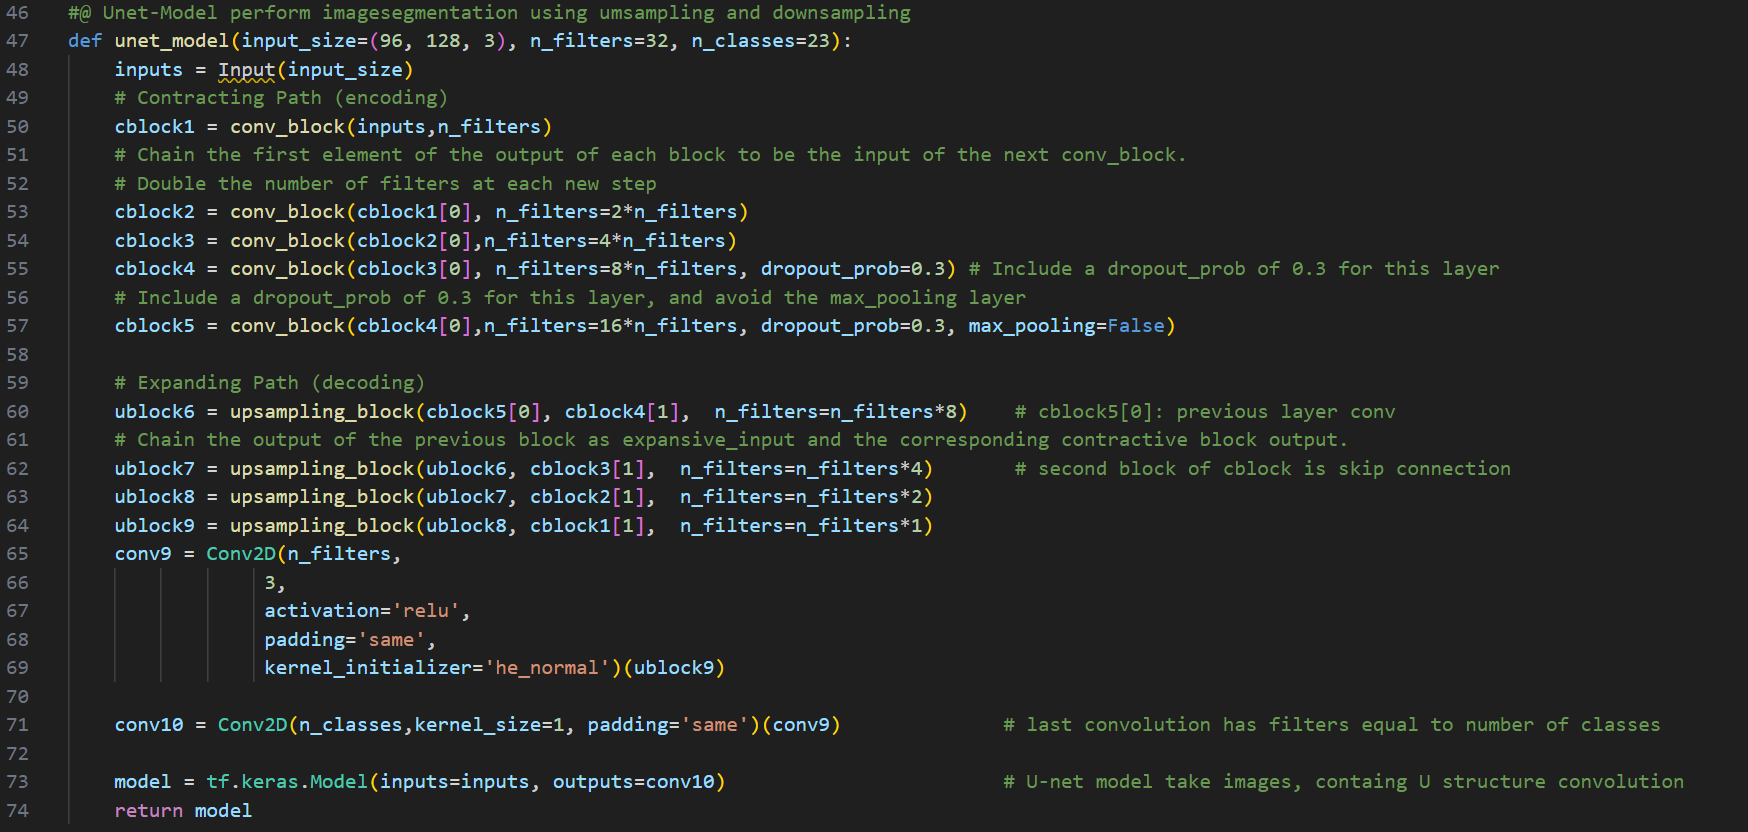 46 #@ Unet-Model perform imagesegmentation using umsampling and downsampling
47 def unet_model(input_size=(96, 128, 3), n_filters=32, n_classes=23):
48     inputs = Input(input_size)
49     # Contracting Path (encoding)
50     cblock1 = conv_block(inputs,n_filters)
51     # Chain the first element of the output of each block to be the input of the next conv_block.
52     # Double the number of filters at each new step
53     cblock2 = conv_block(cblock1[0], n_filters=2*n_filters)
54     cblock3 = conv_block(cblock2[0],n_filters=4*n_filters)
55     cblock4 = conv_block(cblock3[0], n_filters=8*n_filters, dropout_prob=0.3) # Include a dropout_prob of 0.3 for this layer
56     # Include a dropout_prob of 0.3 for this layer, and avoid the max_pooling layer
57     cblock5 = conv_block(cblock4[0],n_filters=16*n_filters, dropout_prob=0.3, max_pooling=False)
58
59     # Expanding Path (decoding)
60     ublock6 = upsampling_block(cblock5[0], cblock4[1],  n_filters=n_filters*8)    # cblock5[0]: previous layer conv
61     # Chain the output of the previous block as expansive_input and the corresponding contractive block output.
62     ublock7 = upsampling_block(ublock6, cblock3[1],  n_filters=n_filters*4)       # second block of cblock is skip connection
63     ublock8 = upsampling_block(ublock7, cblock2[1],  n_filters=n_filters*2)
64     ublock9 = upsampling_block(ublock8, cblock1[1],  n_filters=n_filters*1)
65     conv9 = Conv2D(n_filters,
66                  3,
67                  activation='relu',
68                  padding='same',
69                  kernel_initializer='he_normal')(ublock9)
70
71     conv10 = Conv2D(n_classes,kernel_size=1, padding='same')(conv9)              # last convolution has filters equal to number of classes
72
73     model = tf.keras.Model(inputs=inputs, outputs=conv10)                        # U-net model take images, containg U structure convolution
74     return model